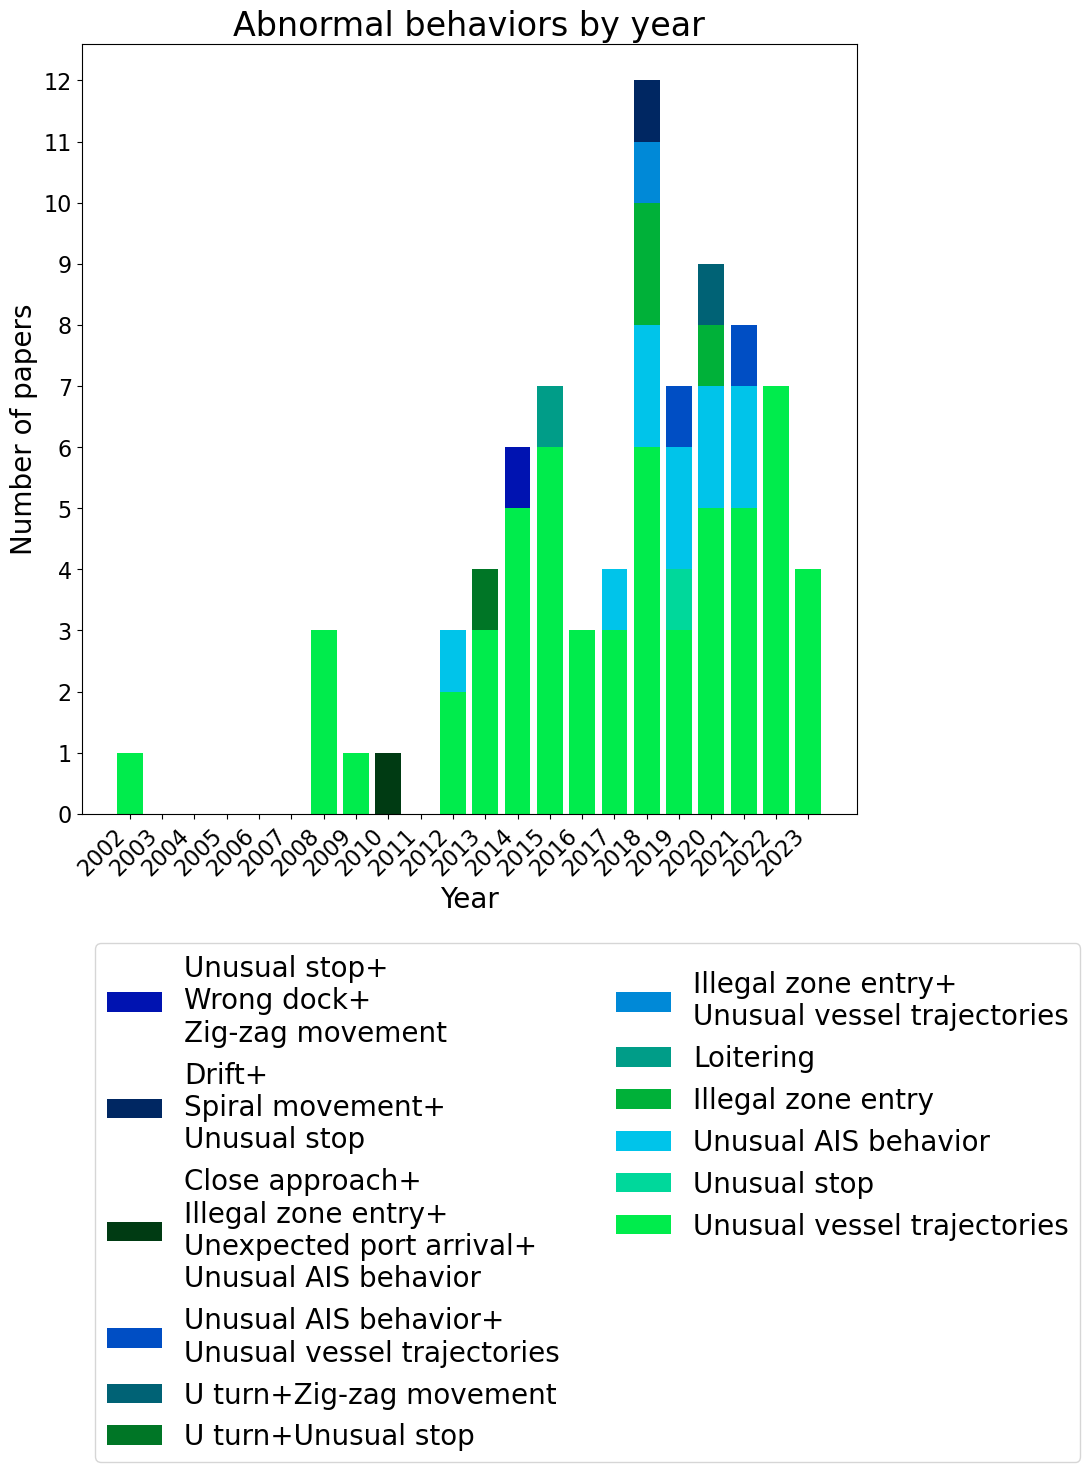 Abnormal behaviors by year
Number of papers
12
11
10
9
8
7
6
5
4
3
2
1
0
2002
2003
2004
2005
2006
2007
2008
2009
2010
2011
2012
2013
2014
2015
2016
2017
2018
2019
2020
2021
2022
2023
Year
Unusual stop+
Wrong dock+
Zig-zag movement
Drift+
Spiral movement+
Unusual stop
Close approach+
Illegal zone entry+
Unexpected port arrival+
Unusual AIS behavior
Unusual AIS behavior+
Unusual vessel trajectories
U turn+Zig-zag movement
U turn+Unusual stop
Illegal zone entry+
Unusual vessel trajectories
Loitering
Illegal zone entry
Unusual AIS behavior
Unusual stop
Unusual vessel trajectories